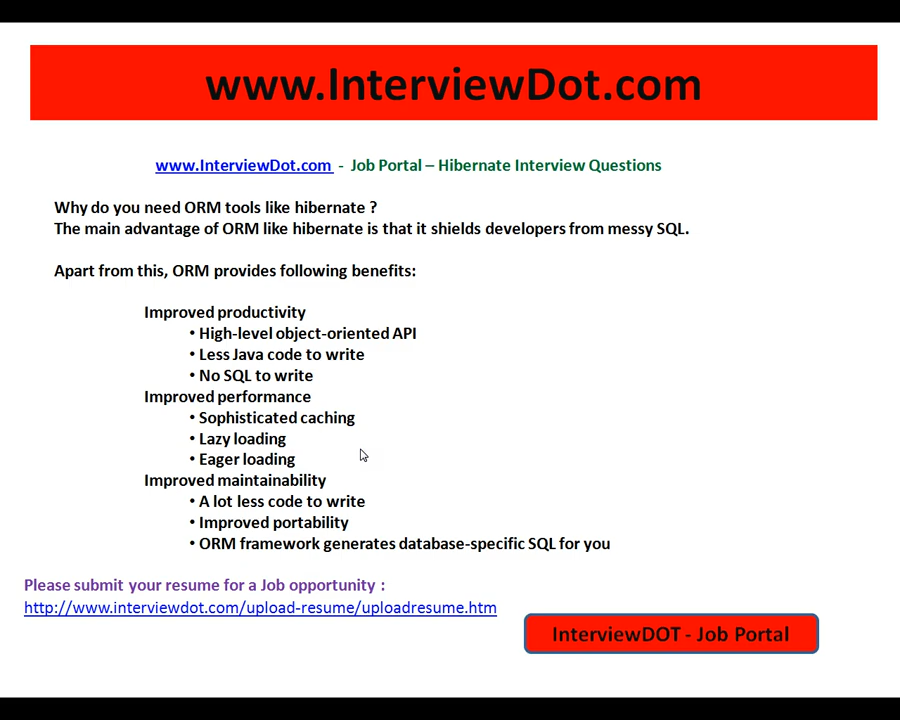 www.InterviewDot.com
www.InterviewDot.com - Job Portal – Hibernate Interview Questions
Why do you need ORM tools like hibernate ?
The main advantage of ORM like hibernate is that it shields developers from messy SQL.
Apart from this, ORM provides following benefits:
Improved productivity
• High-level object-oriented API
• Less Java code to write
• No SQL to write
Improved performance
• Sophisticated caching
• Lazy loading
• Eager loading
Improved maintainability
• A lot less code to write
• Improved portability
• ORM framework generates database-specific SQL for you
Please submit your resume for a Job opportunity :
http://www.interviewdot.com/upload-resume/uploadresume.htm
InterviewDOT - Job Portal